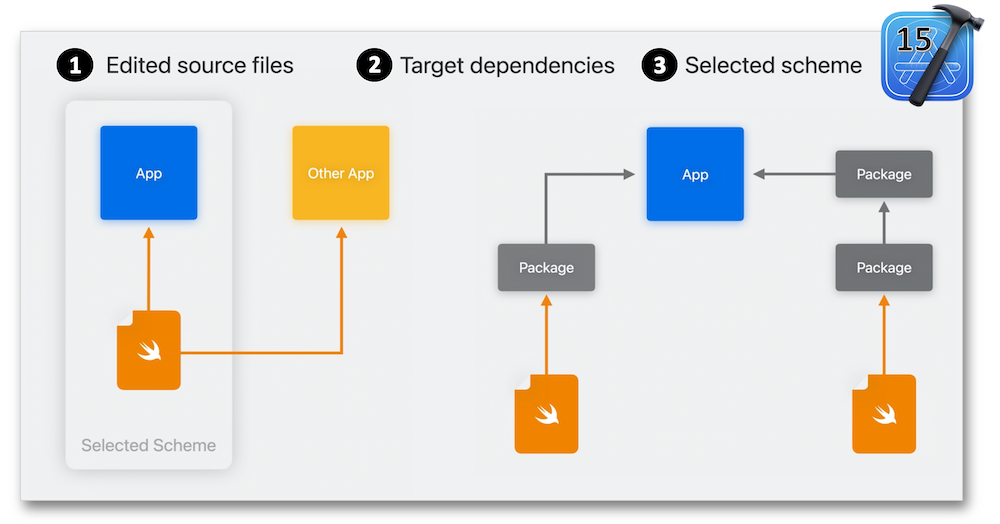 15
1 Edited source files
2 Target dependencies
3 Selected scheme
App
Other App
App
Package
Package
Package
Selected Scheme